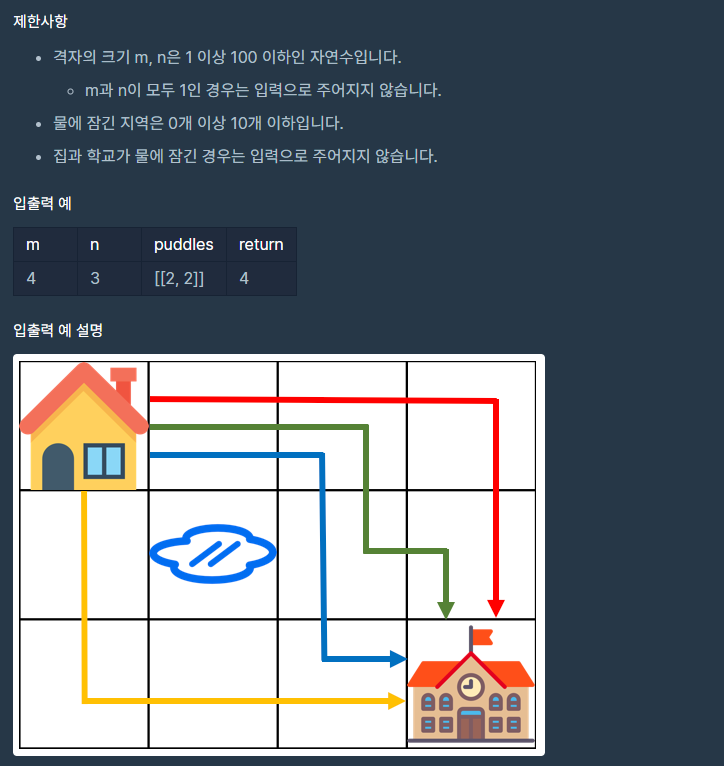 제한사항
격자의 크기 m, n은 1 이상 100 이하인 자연수입니다.
m과 n이 모두 1인 경우는 입력으로 주어지지 않습니다.
물에 잠긴 지역은 0개 이상 10개 이하입니다.
집과 학교가 물에 잠긴 경우는 입력으로 주어지지 않습니다.
입출력 예
m n puddles return
4 3 [[2, 2]] 4
입출력 예 설명